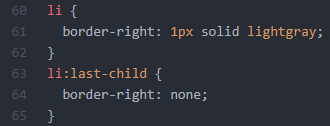 60 li {
61   border-right: 1px solid lightgray;
62 }
63 li:last-child {
64   border-right: none;
65 }